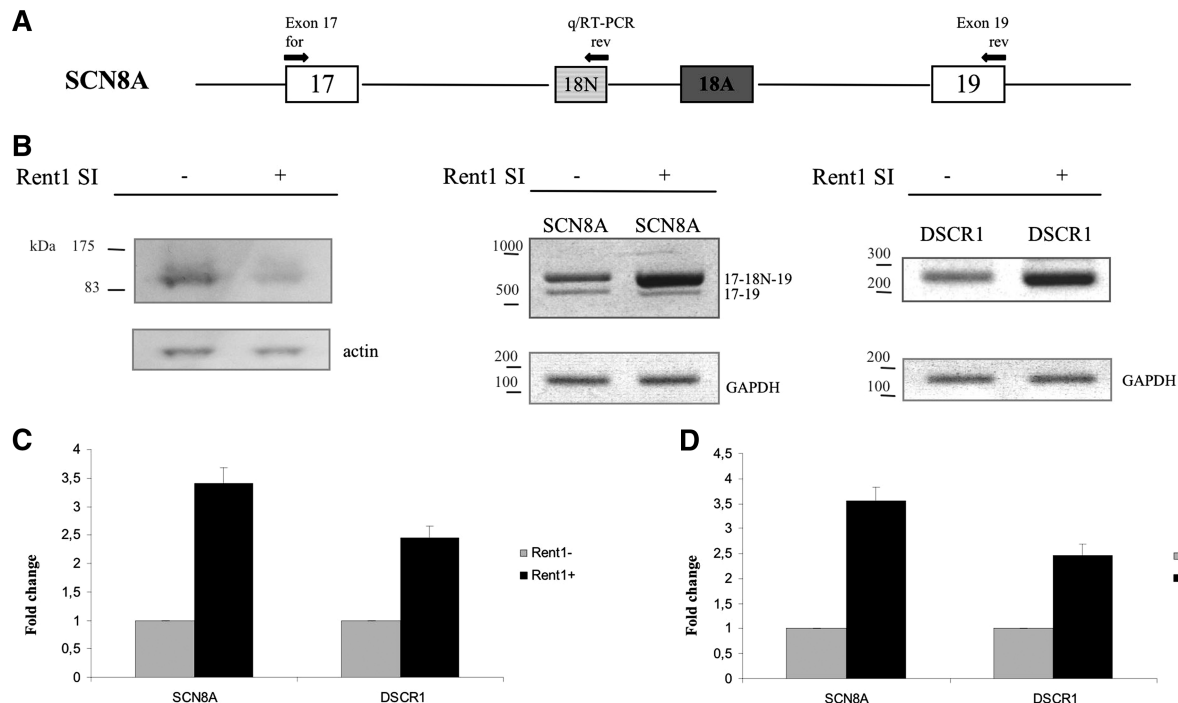 A
Exon 17
for
q/RT-PCR
rev
Exon 19
rev
SCN8A
17
18N
18A
19
B
Rent1 SI - +
kDa 175
83
actin
Rent1 SI - +
SCN8A SCN8A
1000
500
17-18N-19
17-19
200
100
GAPDH
Rent1 SI - +
DSCR1 DSCR1
300
200
200
100
GAPDH
C
Fold change
4
3,5
3
2,5
2
1,5
1
0,5
0
SCN8A DSCR1
Rent1-
Rent1+
D
Fold change
4,5
4
3,5
3
2,5
2
1,5
1
0,5
0
SCN8A DSCR1